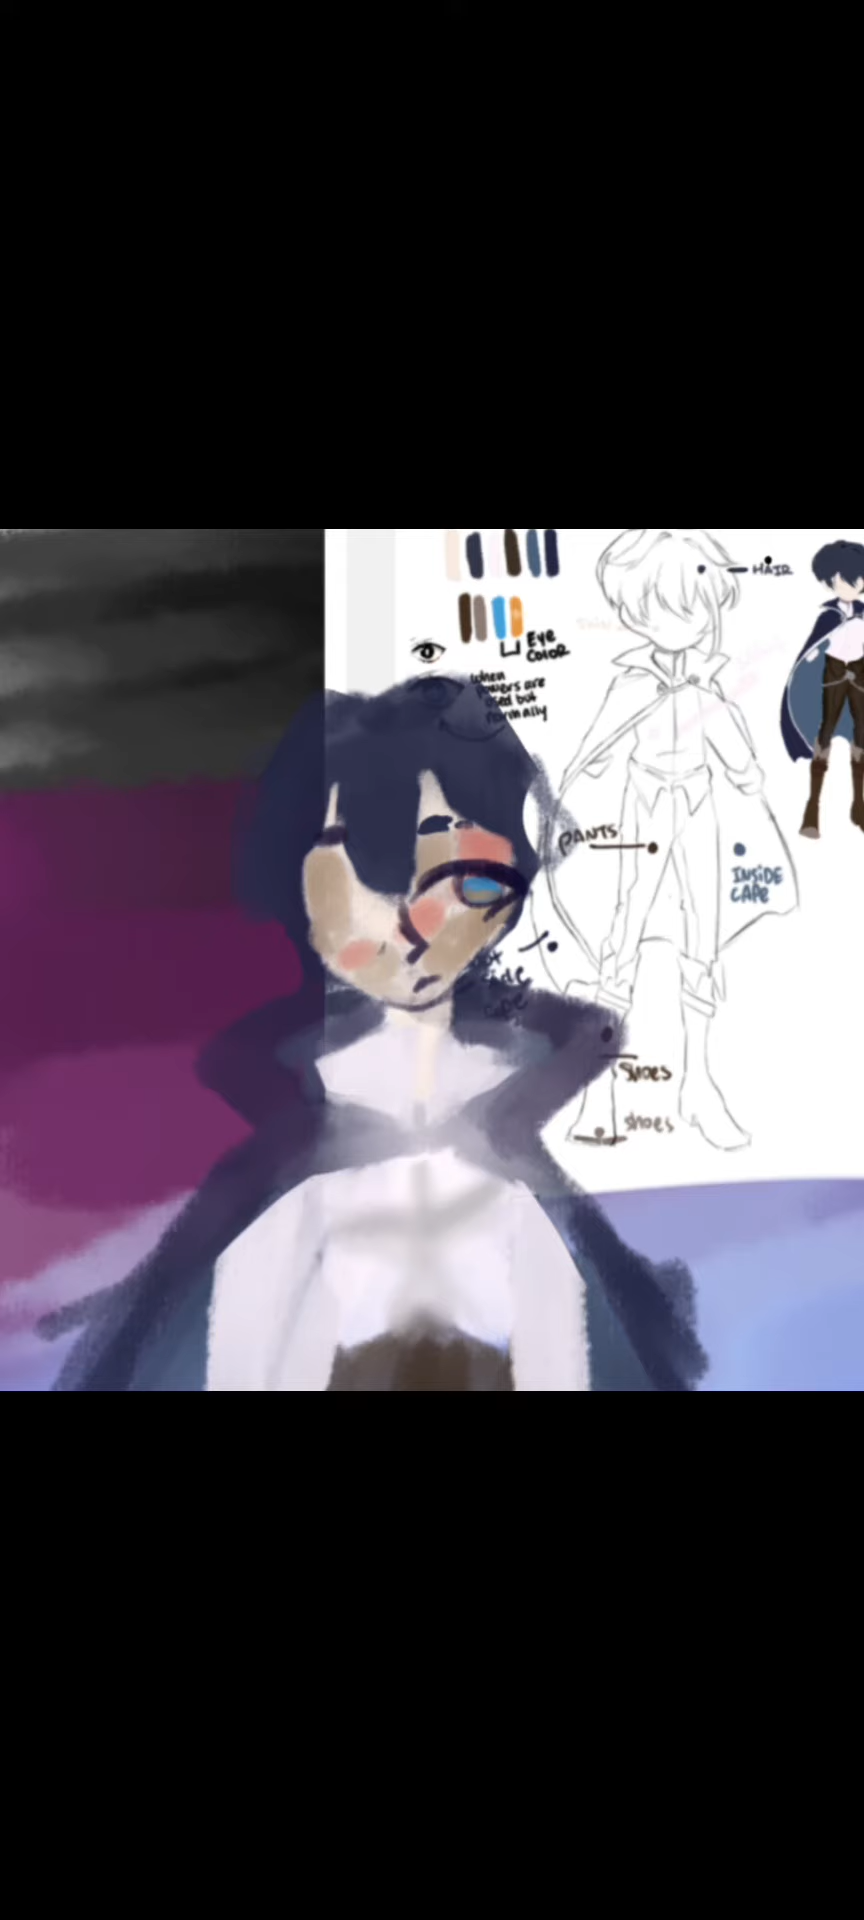 HAIR
Eye
Color
when
powers are
used but
normally
PANTS
INSIDE
CAPE
shoes
shoes